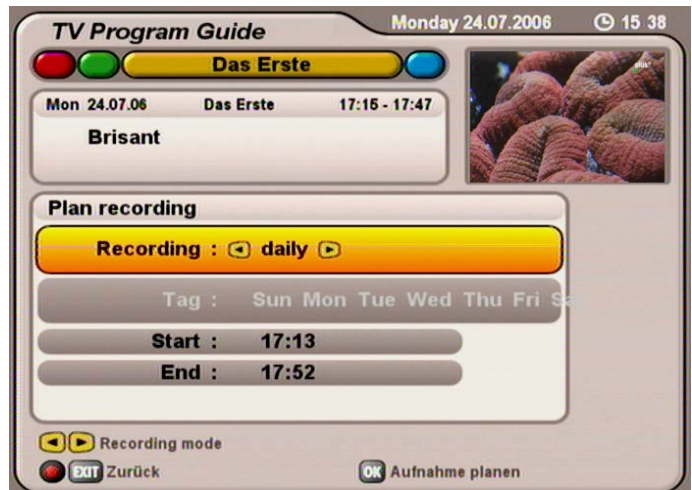 TV Program Guide
Monday 24.07.2006 15 38
Das Erste
plus*
Mon 24.07.06 Das Erste 17:15 - 17:47
Brisant
Plan recording
Recording : daily
Tag : Sun Mon Tue Wed Thu Fri Sa
Start : 17:13
End : 17:52
Recording mode
EXIT Zurück
OK Aufnahme planen